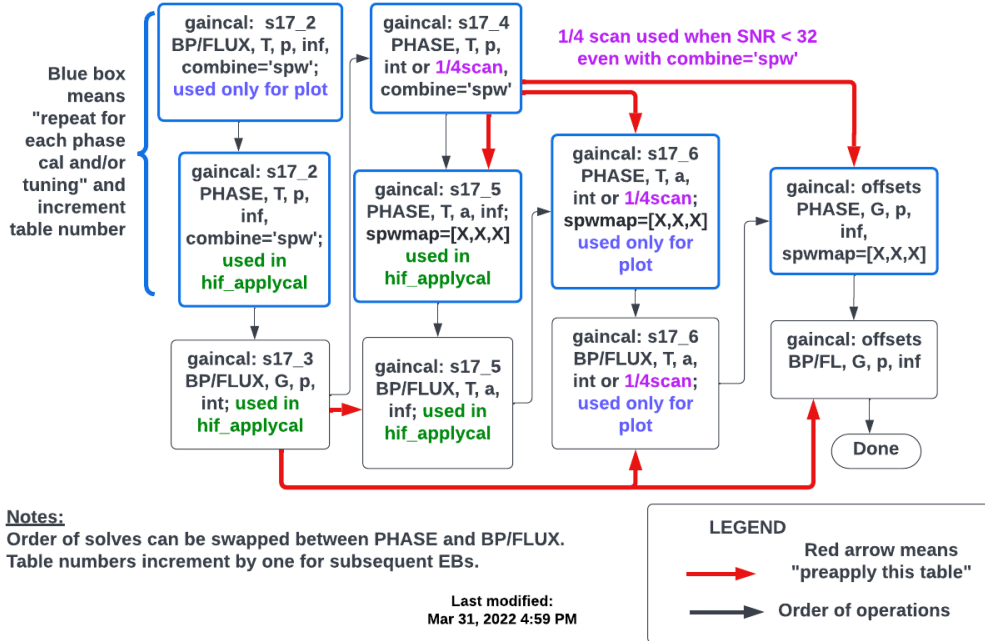 Blue box
means
"repeat for
each phase
cal and/or
tuning" and
increment
table number
gaincal: s17_2
BP/FLUX, T, p, inf,
combine='spw';
used only for plot
gaincal: s17_2
PHASE, T, p,
inf,
combine='spw';
used in
hif_applycal
gaincal: s17_3
BP/FLUX, G, p,
int; used in
hif_applycal
gaincal: s17_4
PHASE, T, p,
int or 1/4scan,
combine='spw'
gaincal: s17_5
PHASE, T, a, inf;
spwmap=[X,X,X]
used in
hif_applycal
gaincal: s17_5
BP/FLUX, T, a,
inf; used in
hif_applycal
1/4 scan used when SNR < 32
even with combine='spw'
gaincal: s17_6
PHASE, T, a,
int or 1/4scan;
spwmap=[X,X,X]
used only for
plot
gaincal: s17_6
BP/FLUX, T, a,
int or 1/4scan;
used only for
plot
gaincal: offsets
PHASE, G, p,
inf,
spwmap=[X,X,X]
gaincal: offsets
BP/FL, G, p, inf
Done
Notes:
Order of solves can be swapped between PHASE and BP/FLUX.
Table numbers increment by one for subsequent EBs.
Last modified:
Mar 31, 2022 4:59 PM
LEGEND
Red arrow means
"preapply this table"
Order of operations